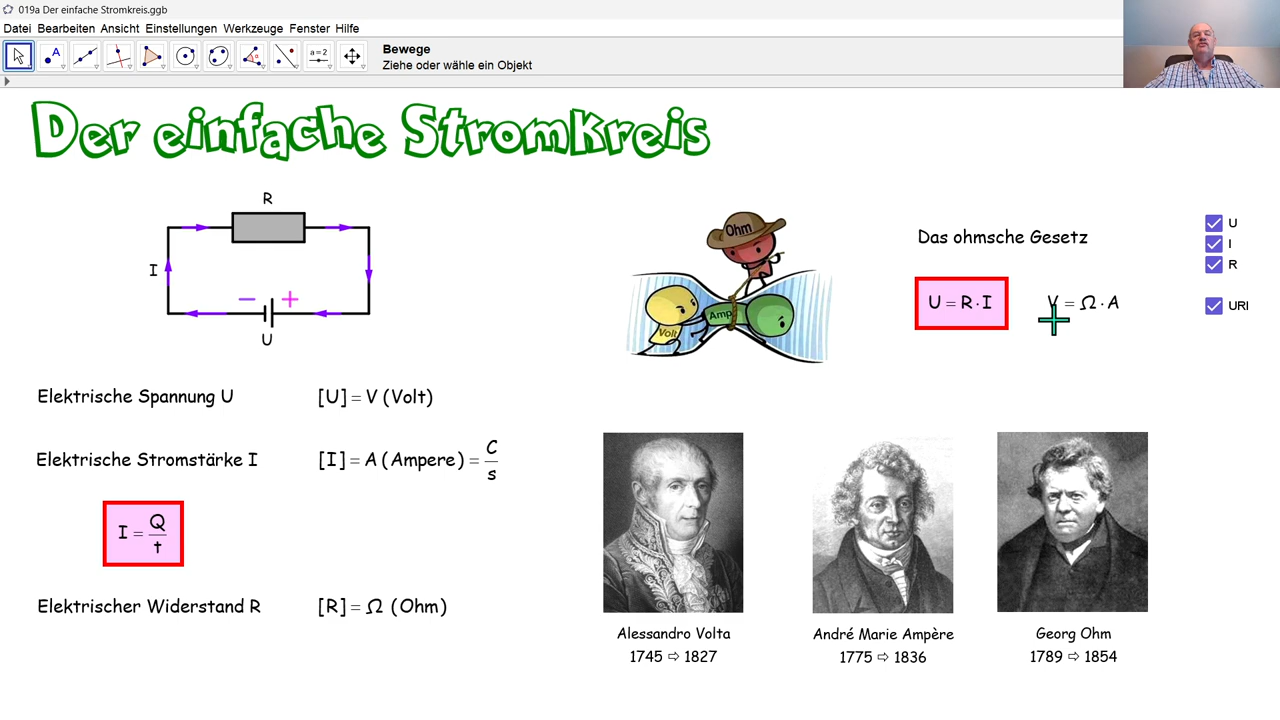 019a Der einfache Stromkreis.ggb
Datei Bearbeiten Ansicht Einstellungen Werkzeuge Fenster Hilfe
A
a = 2
Bewege
Ziehe oder wähle ein Objekt
Der einfache Stromkreis
R
I
− +
U
Ohm
Volt
Amp
Das ohmsche Gesetz
U = R · I
V = Ω · A
U
I
R
URI
Elektrische Spannung U [U] = V (Volt)
Elektrische Stromstärke I [I] = A (Ampere) = C/s
I = Q/t
Elektrischer Widerstand R [R] = Ω (Ohm)
Alessandro Volta
1745 ⇨ 1827
André Marie Ampère
1775 ⇨ 1836
Georg Ohm
1789 ⇨ 1854